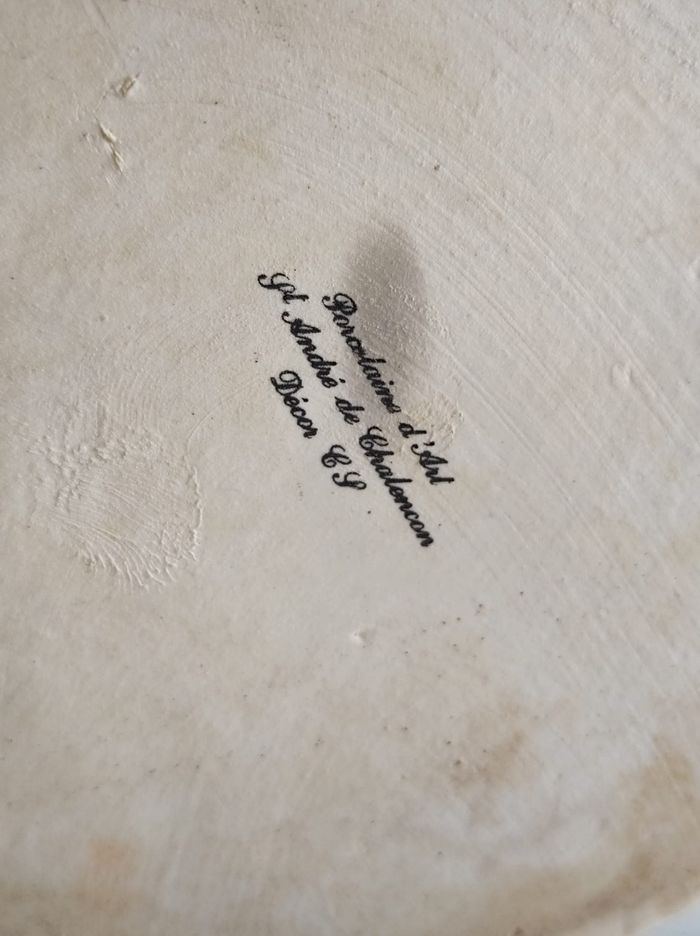 Porcelaine d'Art
St André de Chalencon
Décor CS